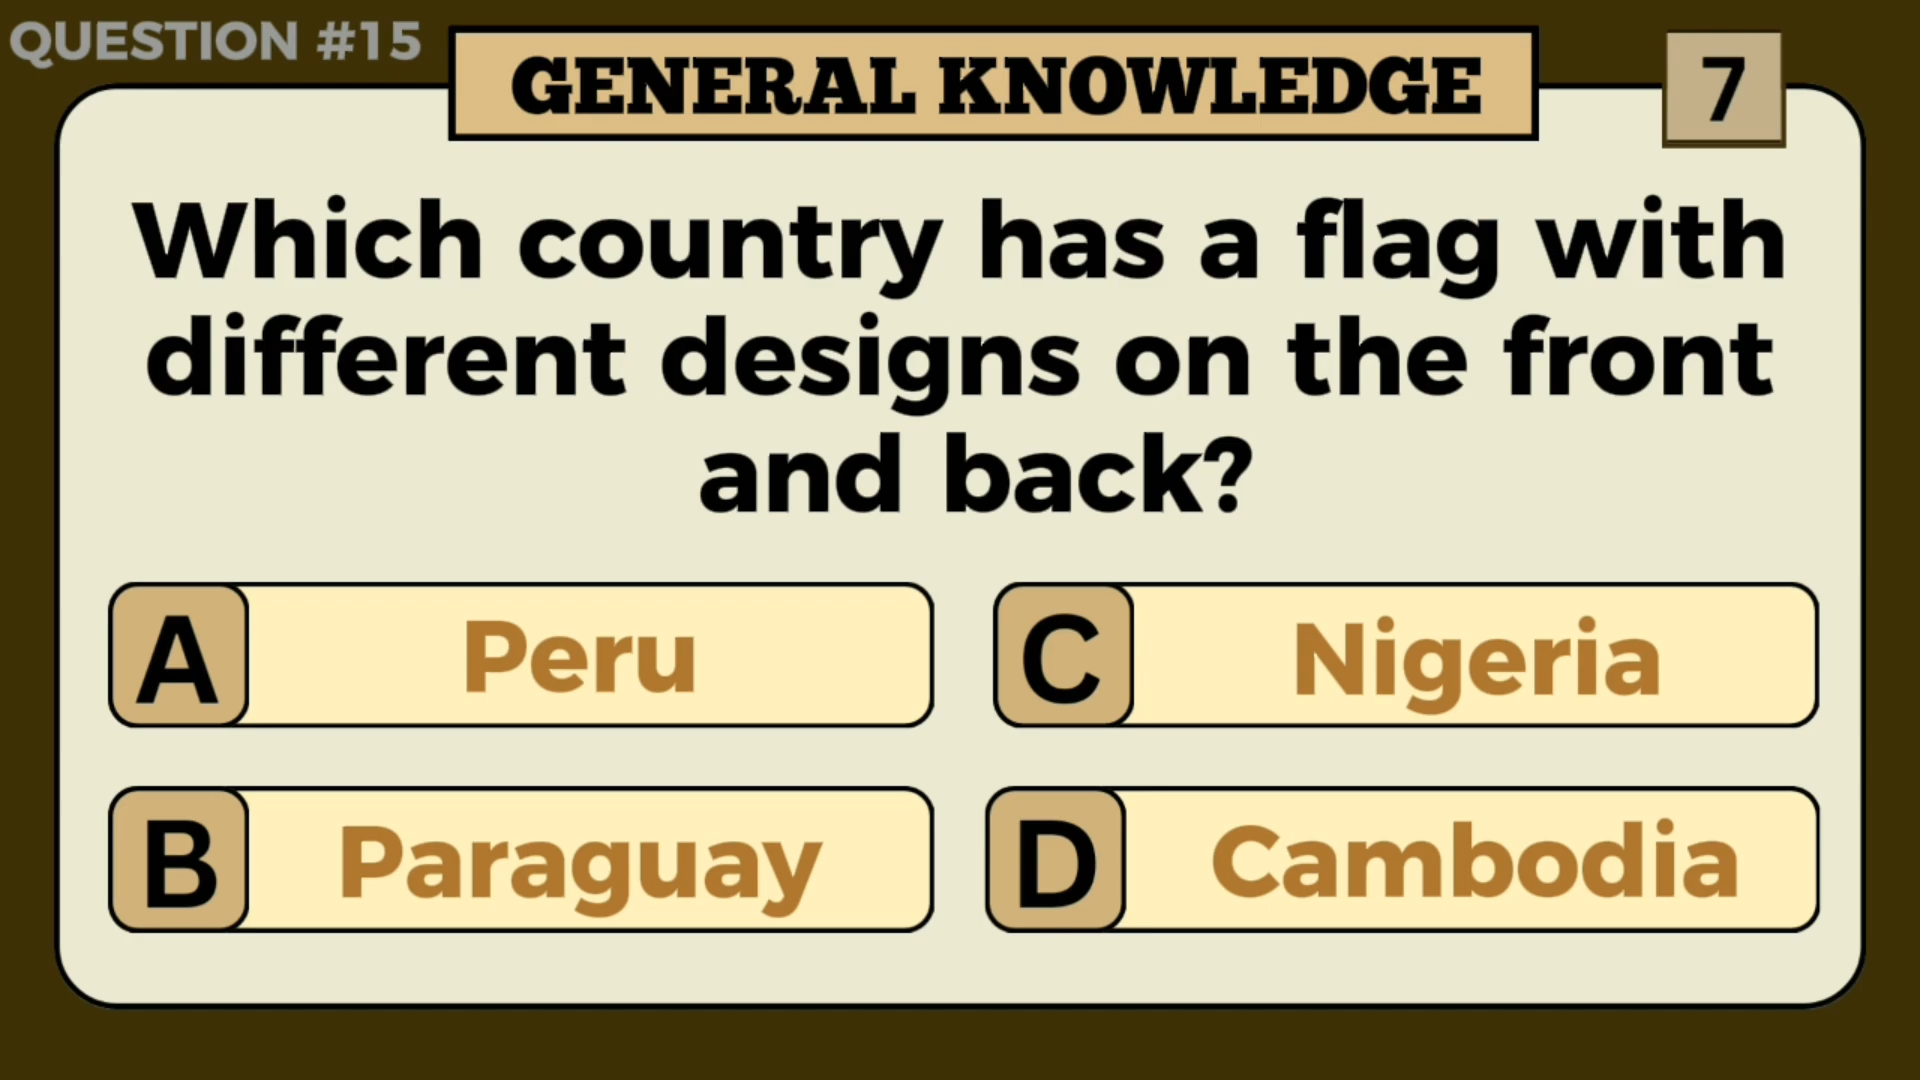 QUESTION #15
GENERAL KNOWLEDGE
7
Which country has a flag with
different designs on the front
and back?
A Peru
B Paraguay
C Nigeria
D Cambodia